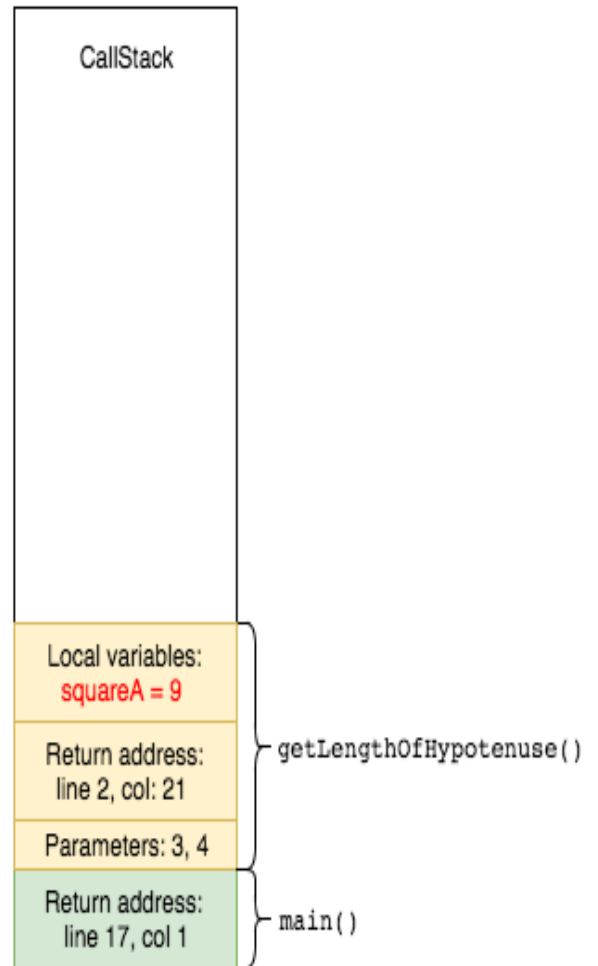 CallStack
Local variables:
squareA = 9
Return address:
line 2, col: 21
Parameters: 3, 4
getLengthOfHypotenuse()
Return address:
line 17, col 1
main()